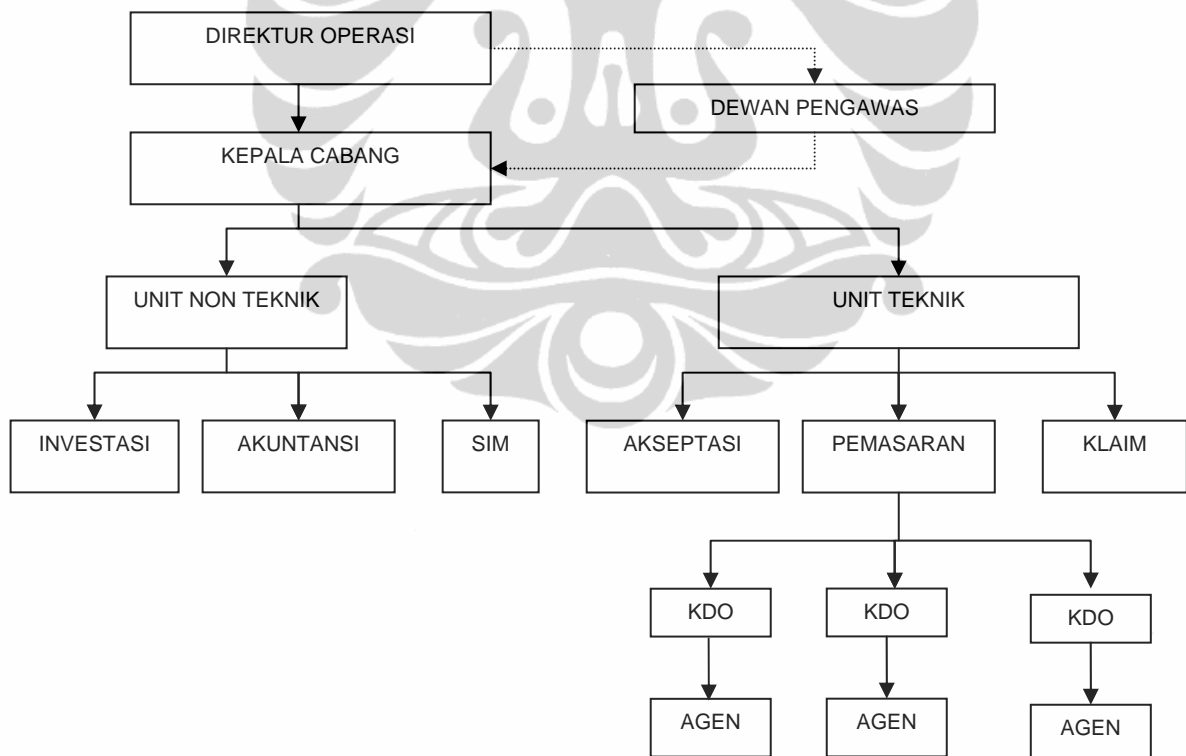 DIREKTUR OPERASI
DEWAN PENGAWAS
KEPALA CABANG
UNIT NON TEKNIK
UNIT TEKNIK
INVESTASI
AKUNTANSI
SIM
AKSEPTASI
PEMASARAN
KLAIM
KDO
KDO
KDO
AGEN
AGEN
AGEN